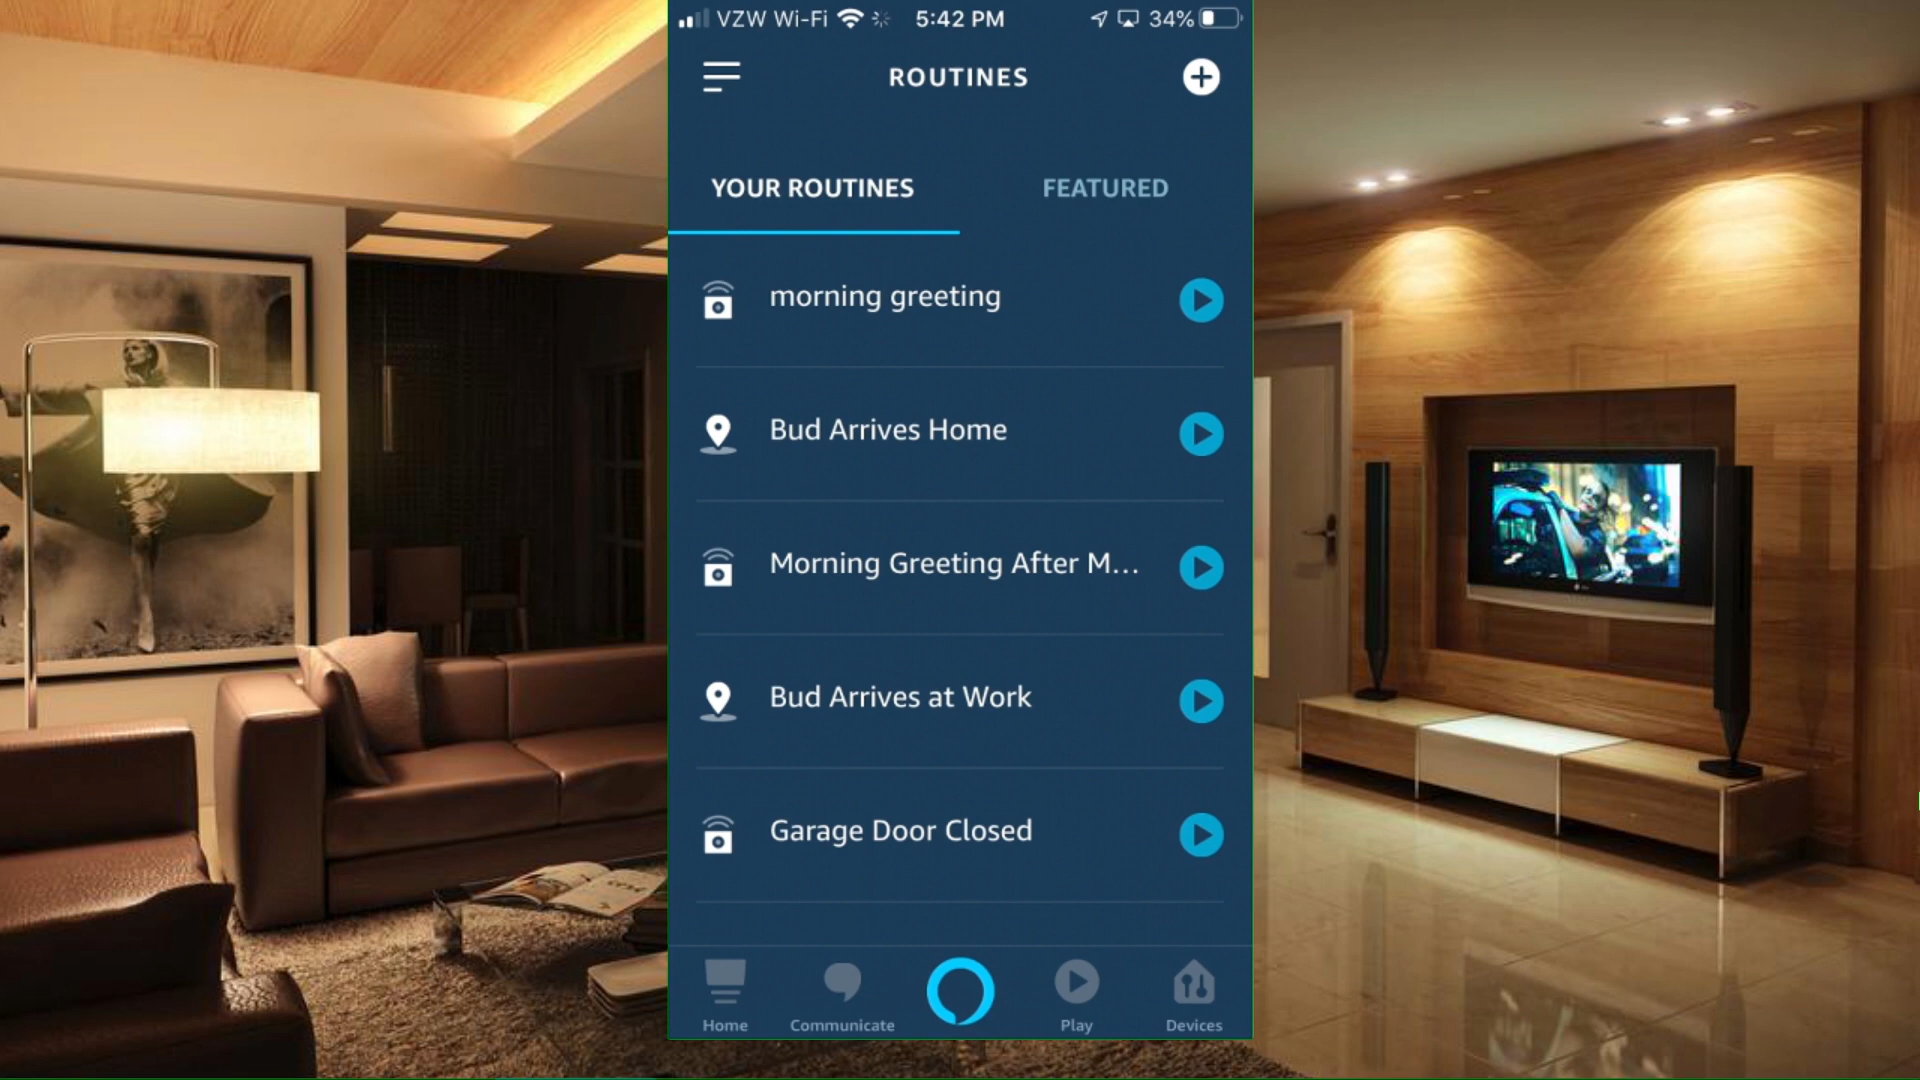 VZW Wi-Fi 5:42 PM 34%
ROUTINES
YOUR ROUTINES FEATURED
morning greeting
Bud Arrives Home
Morning Greeting After M...
Bud Arrives at Work
Garage Door Closed
Home Communicate Play Devices